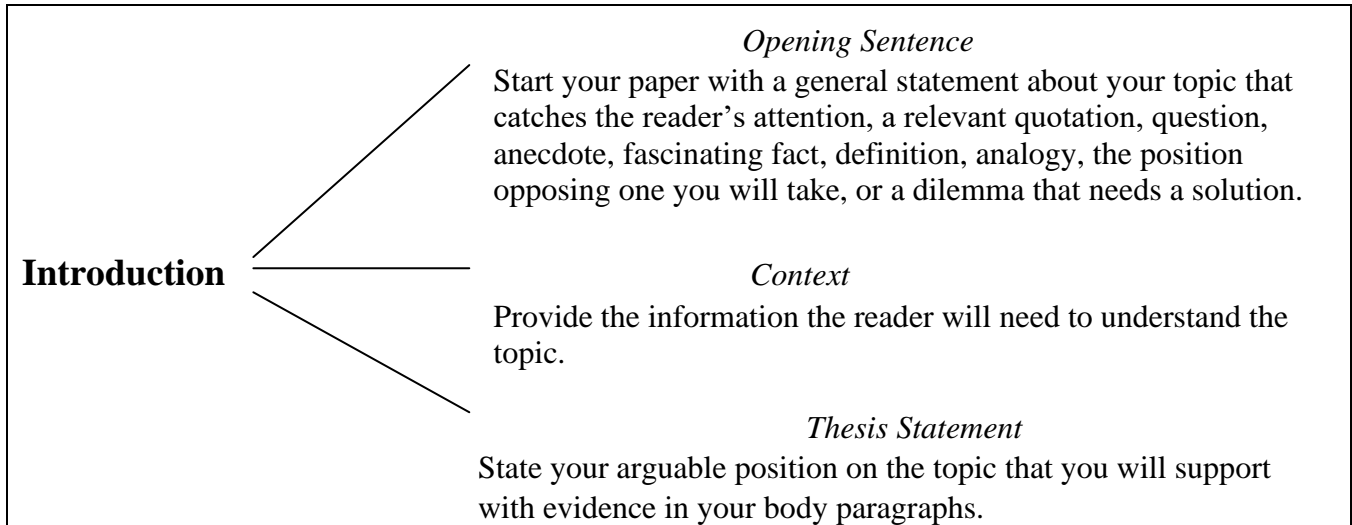 Opening Sentence
Start your paper with a general statement about your topic that
catches the reader’s attention, a relevant quotation, question,
anecdote, fascinating fact, definition, analogy, the position
opposing one you will take, or a dilemma that needs a solution.
Introduction
Context
Provide the information the reader will need to understand the
topic.
Thesis Statement
State your arguable position on the topic that you will support
with evidence in your body paragraphs.